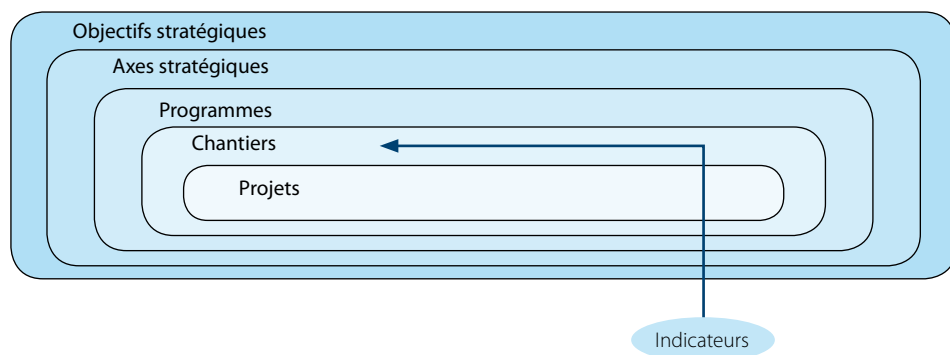 Objectifs stratégiques
Axes stratégiques
Programmes
Chantiers
Projets
Indicateurs